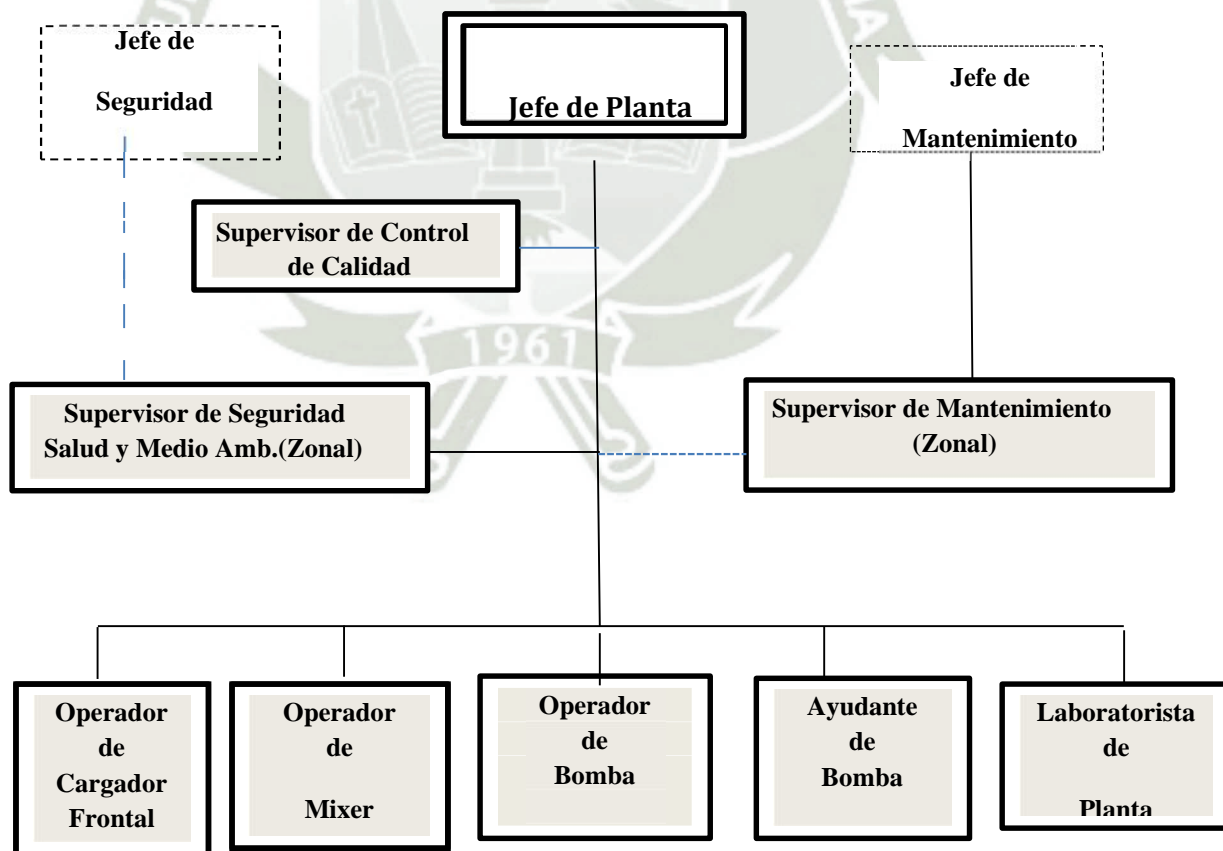 Jefe de
Seguridad
Jefe de Planta
Jefe de
Mantenimiento
Supervisor de Control
de Calidad
1961
Supervisor de Seguridad
Salud y Medio Amb.(Zonal)
Supervisor de Mantenimiento
(Zonal)
Operador
de
Cargador
Frontal
Operador
de
Mixer
Operador
de
Bomba
Ayudante
de
Bomba
Laboratorista
de
Planta